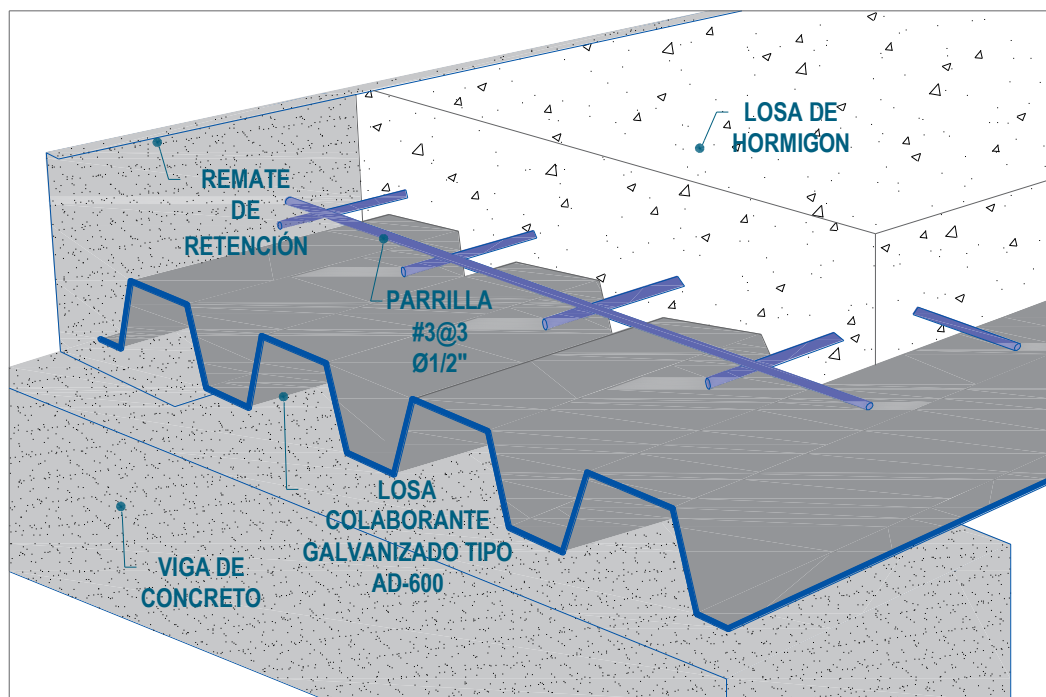 LOSA DE
HORMIGON
REMATE
DE
RETENCIÓN
PARRILLA
#3@3
Ø1/2"
LOSA
COLABORANTE
GALVANIZADO TIPO
AD-600
VIGA DE
CONCRETO